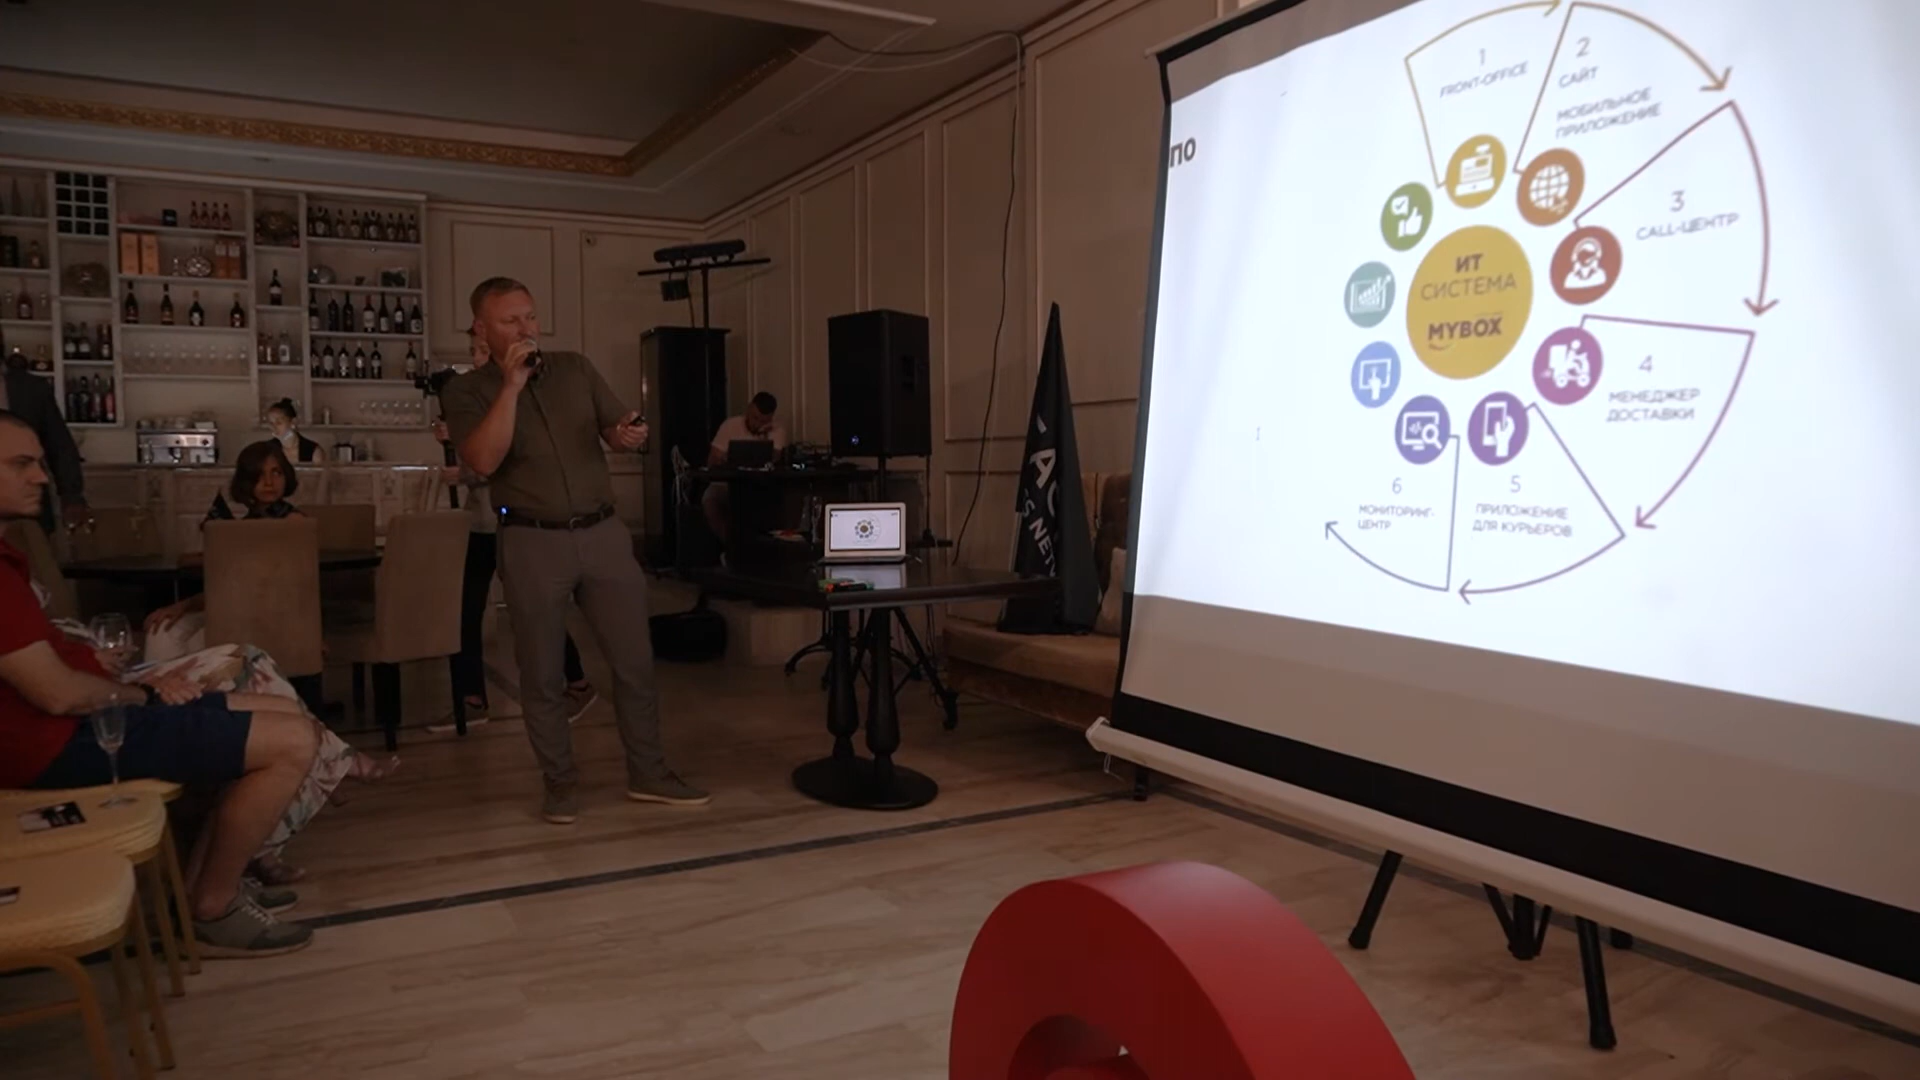 ПО
1
FRONT-OFFICE
2
САЙТ
МОБИЛЬНОЕ
ПРИЛОЖЕНИЕ
3
CALL-ЦЕНТР
4
МЕНЕДЖЕР
ДОСТАВКИ
5
ПРИЛОЖЕНИЕ
ДЛЯ КУРЬЕРОВ
6
МОНИТОРИНГ-
ЦЕНТР
ИТ
СИСТЕМА
MYBOX